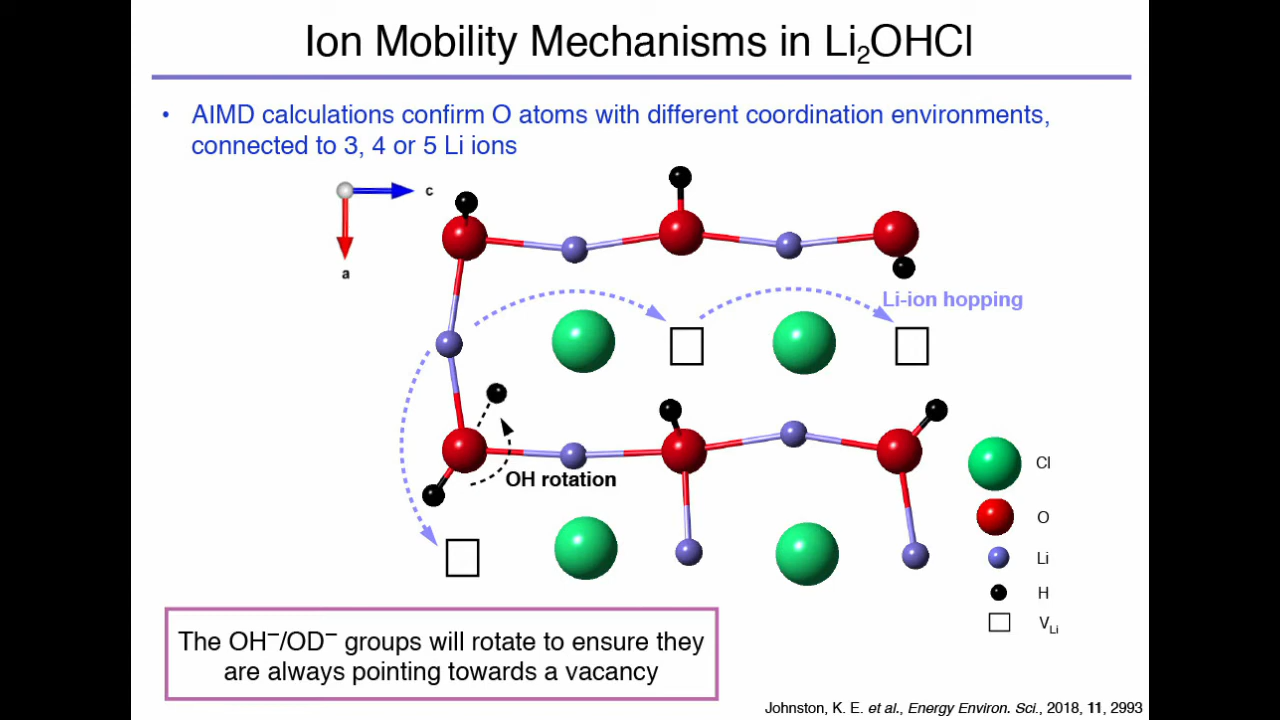 Ion Mobility Mechanisms in Li₂OHCl
• AIMD calculations confirm O atoms with different coordination environments,
connected to 3, 4 or 5 Li ions
c
a
Li-ion hopping
OH rotation
Cl
O
Li
H
V_Li
The OH⁻/OD⁻ groups will rotate to ensure they
are always pointing towards a vacancy
Johnston, K. E. et al., Energy Environ. Sci., 2018, 11, 2993